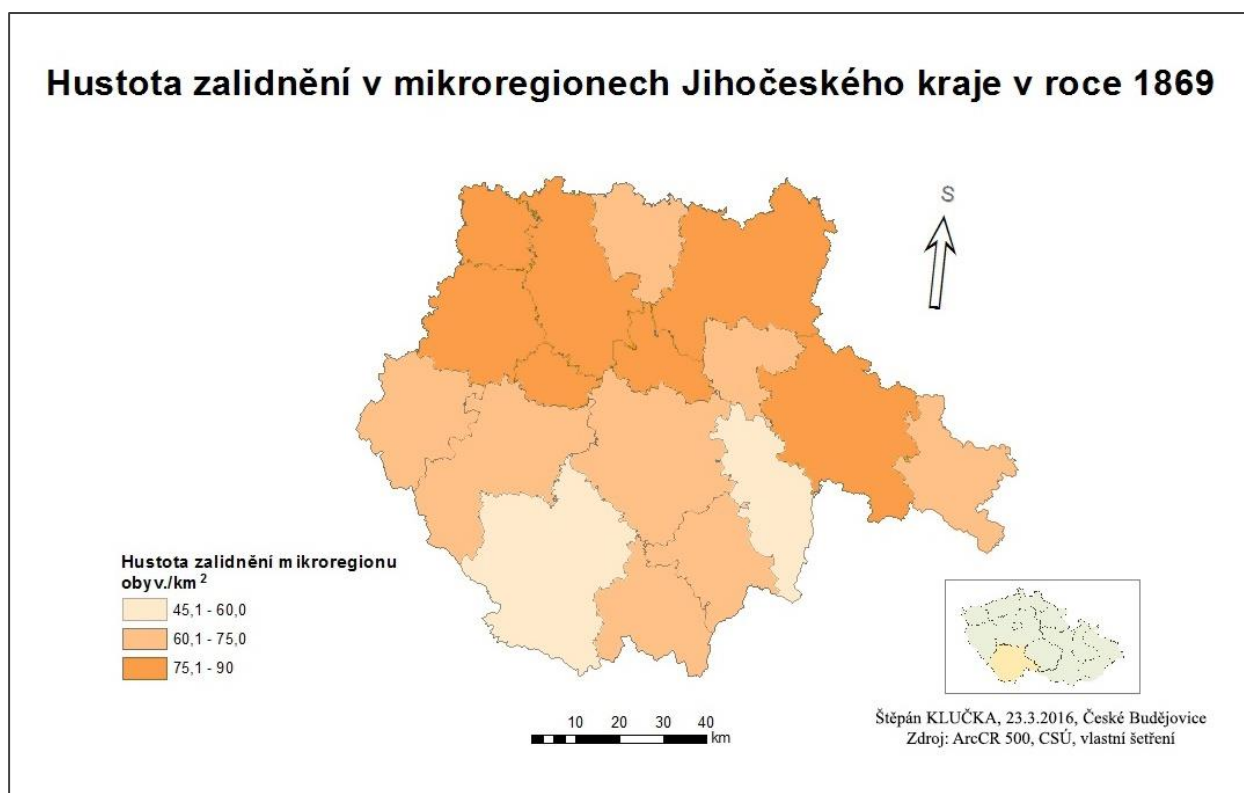 Hustota zalidnění v mikroregionech Jihočeského kraje v roce 1869
S
Hustota zalidnění mikroregionu
obyv./km²
45,1 - 60,0
60,1 - 75,0
75,1 - 90
10 20 30 40
km
Štěpán KLUČKA, 23.3.2016, České Budějovice
Zdroj: ArcCR 500, CSÚ, vlastní šetření